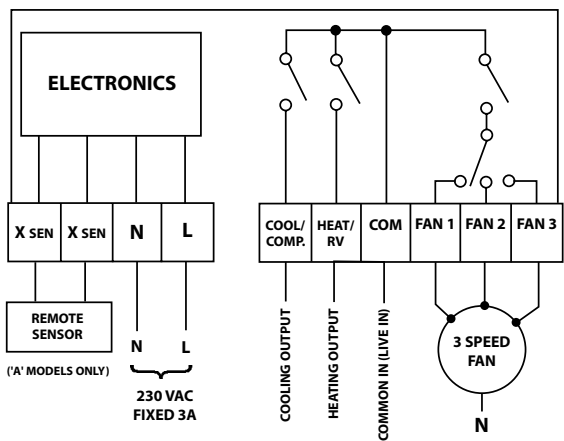 ELECTRONICS
X SEN
X SEN
N
L
COOL/
COMP.
HEAT/
RV
COM
FAN 1
FAN 2
FAN 3
REMOTE
SENSOR
('A' MODELS ONLY)
N
L
230 VAC
FIXED 3A
COOLING OUTPUT
HEATING OUTPUT
COMMON IN (LIVE IN)
3 SPEED
FAN
N